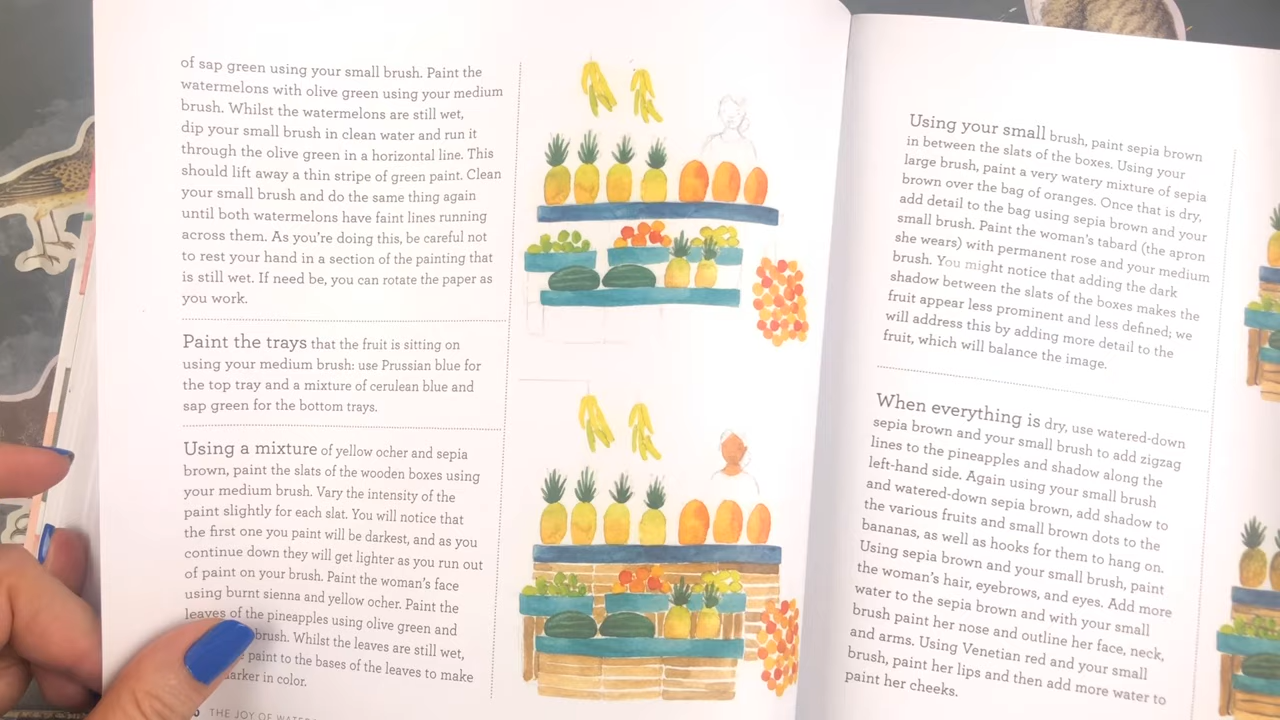 of sap green using your small brush. Paint the
watermelons with olive green using your medium
brush. Whilst the watermelons are still wet,
dip your small brush in clean water and run it
through the olive green in a horizontal line. This
should lift away a thin stripe of green paint. Clean
your small brush and do the same thing again
until both watermelons have faint lines running
across them. As you're doing this, be careful not
to rest your hand in a section of the painting that
is still wet. If need be, you can rotate the paper as
you work.
Paint the trays that the fruit is sitting on
using your medium brush: use Prussian blue for
the top tray and a mixture of cerulean blue and
sap green for the bottom trays.
Using a mixture of yellow ocher and sepia
brown, paint the slats of the wooden boxes using
your medium brush. Vary the intensity of the
paint slightly for each slat. You will notice that
the first one you paint will be darkest, and as you
continue down they will get lighter as you run out
of paint on your brush. Paint the woman's face
using burnt sienna and yellow ocher. Paint the
leaves of the pineapples using olive green and
brush. Whilst the leaves are still wet,
paint to the bases of the leaves to make
in color.
THE JOY OF
Using your small brush, paint sepia brown
in between the slats of the boxes. Using your
large brush, paint a very watery mixture of sepia
brown over the bag of oranges. Once that is dry,
add detail to the bag using sepia brown and your
small brush. Paint the woman's tabard (the apron
she wears) with permanent rose and your medium
brush. You might notice that adding the dark
shadow between the slats of the boxes makes the
fruit appear less prominent and less defined; we
will address this by adding more detail to the
fruit, which will balance the image.
When everything is dry, use watered-down
sepia brown and your small brush to add zigzag
lines to the pineapples and shadow along the
left-hand side. Again using your small brush
and watered-down sepia brown, add shadow to
the various fruits and small brown dots to the
bananas, as well as hooks for them to hang on.
Using sepia brown and your small brush, paint
the woman's hair, eyebrows, and eyes. Add more
water to the sepia brown and with your small
brush paint her nose and outline her face, neck,
and arms. Using Venetian red and your small
brush, paint her lips and then add more water to
paint her cheeks.